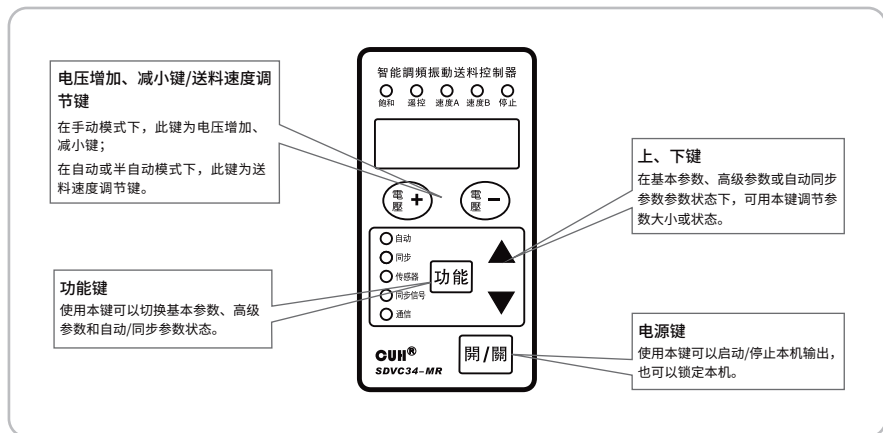 电压增加、减小键/送料速度调
节键
在手动模式下，此键为电压增加、
减小键；
在自动或半自动模式下，此键为送
料速度调节键。
功能键
使用本键可以切换基本参数、高级
参数和自动/同步参数状态。
智能調頻振動送料控制器
飽和 遥控 速度A 速度B 停止
電壓 + 電壓 −
自动
同步
传感器
同步信号
通信
功能
CUH®
SDVC34-MR
開/關
上、下键
在基本参数、高级参数或自动同步
参数参数状态下，可用本键调节参
数大小或状态。
电源键
使用本键可以启动/停止本机输出，
也可以锁定本机。